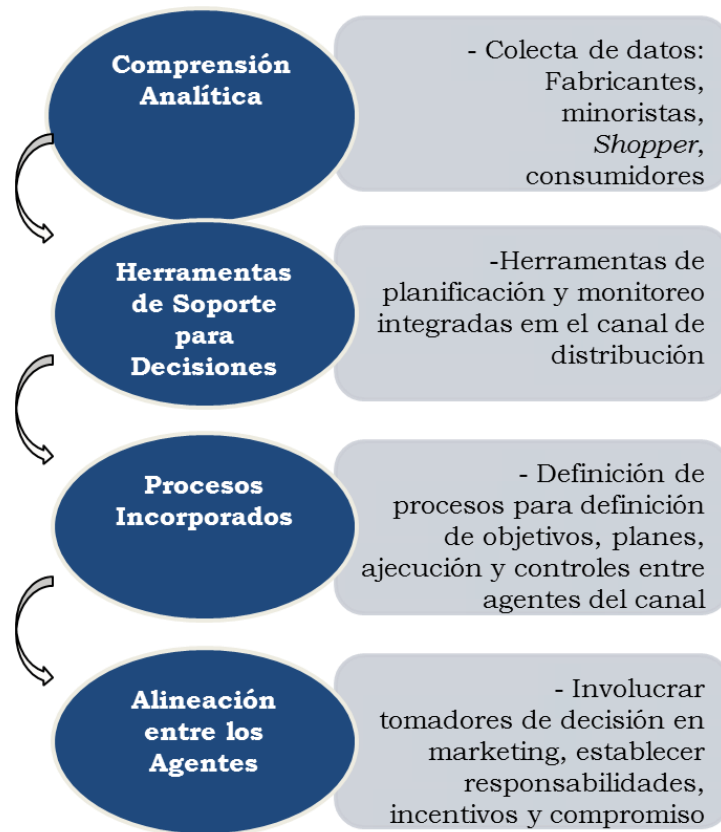 Comprensión
Analítica
- Colecta de datos:
Fabricantes,
minoristas,
Shopper,
consumidores
Herramentas
de Soporte
para
Decisiones
-Herramentas de
planificación y monitoreo
integradas em el canal de
distribución
Procesos
Incorporados
- Definición de
procesos para definición
de objetivos, planes,
ajecución y controles entre
agentes del canal
Alineación
entre los
Agentes
- Involucrar
tomadores de decisión en
marketing, establecer
responsabilidades,
incentivos y compromiso